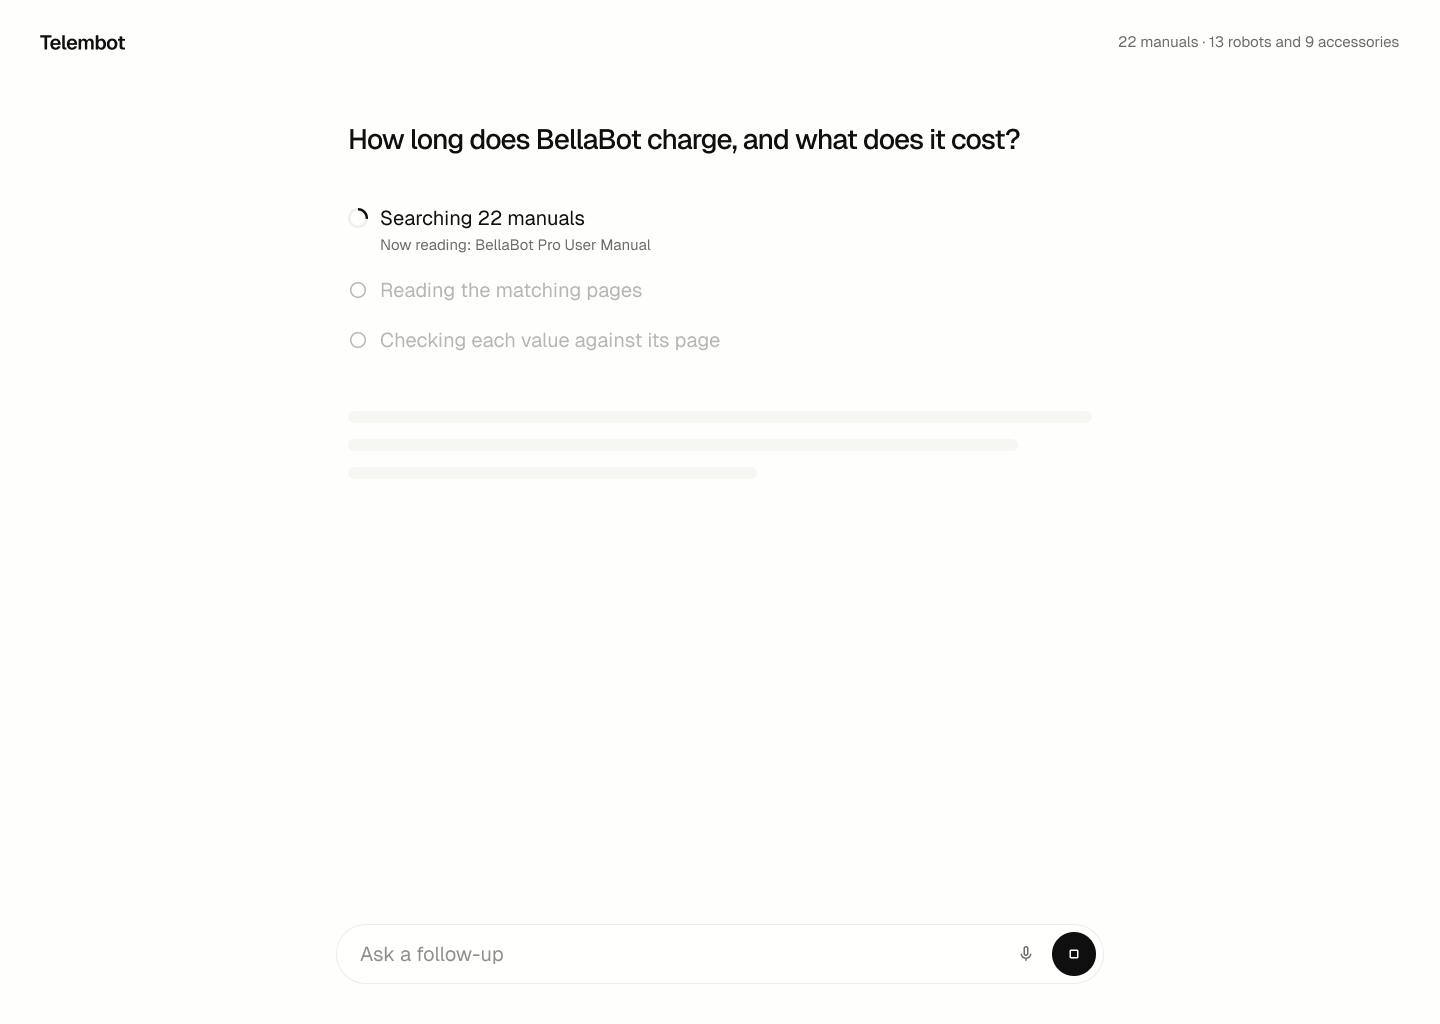 Telembot
22 manuals · 13 robots and 9 accessories
How long does BellaBot charge, and what does it cost?
Searching 22 manuals
Now reading: BellaBot Pro User Manual
Reading the matching pages
Checking each value against its page
Ask a follow-up